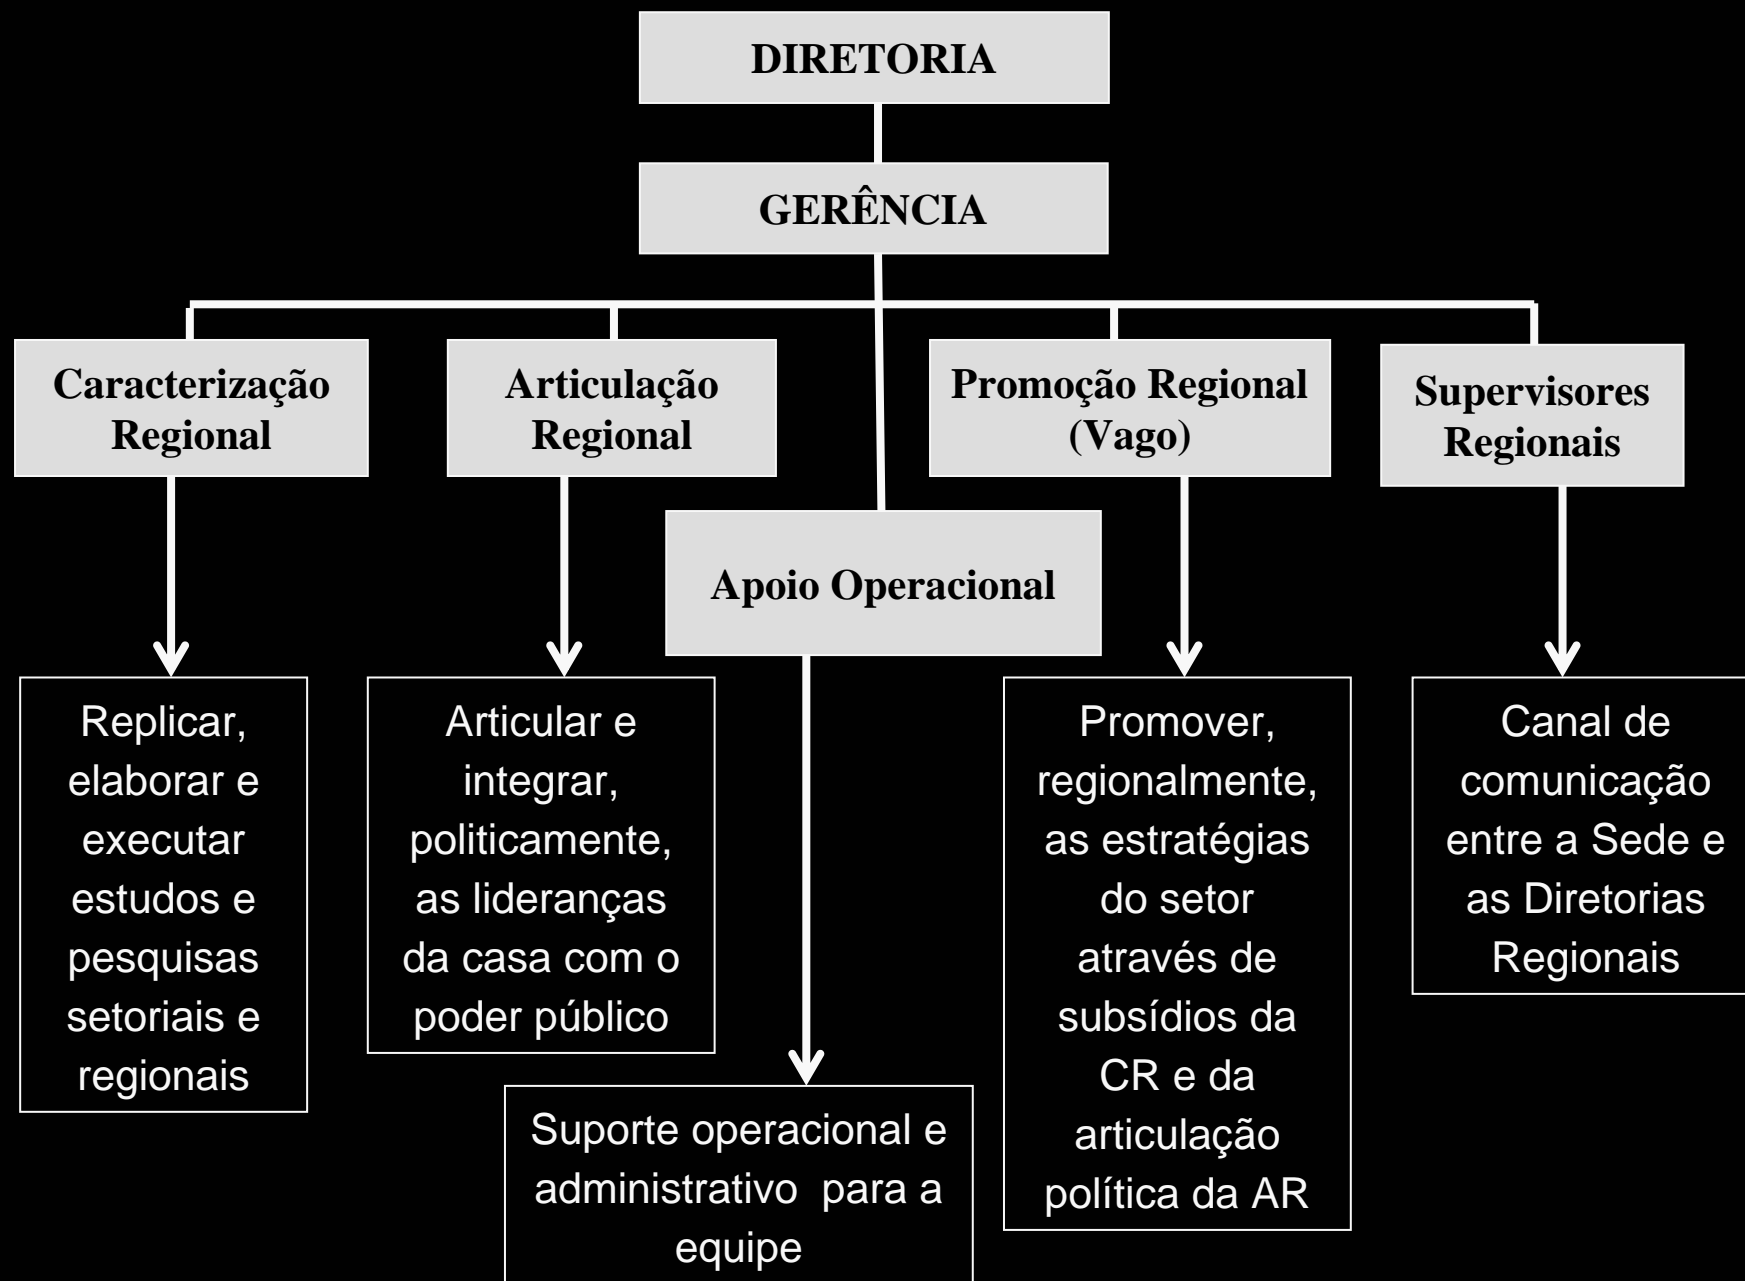 DIRETORIA
GERÊNCIA
Caracterização
Regional
Articulação
Regional
Promoção Regional
(Vago)
Supervisores
Regionais
Apoio Operacional
Replicar,
elaborar e
executar
estudos e
pesquisas
setoriais e
regionais
Articular e
integrar,
politicamente,
as lideranças
da casa com o
poder público
Promover,
regionalmente,
as estratégias
do setor
através de
subsídios da
CR e da
articulação
política da AR
Canal de
comunicação
entre a Sede e
as Diretorias
Regionais
Suporte operacional e
administrativo  para a
equipe